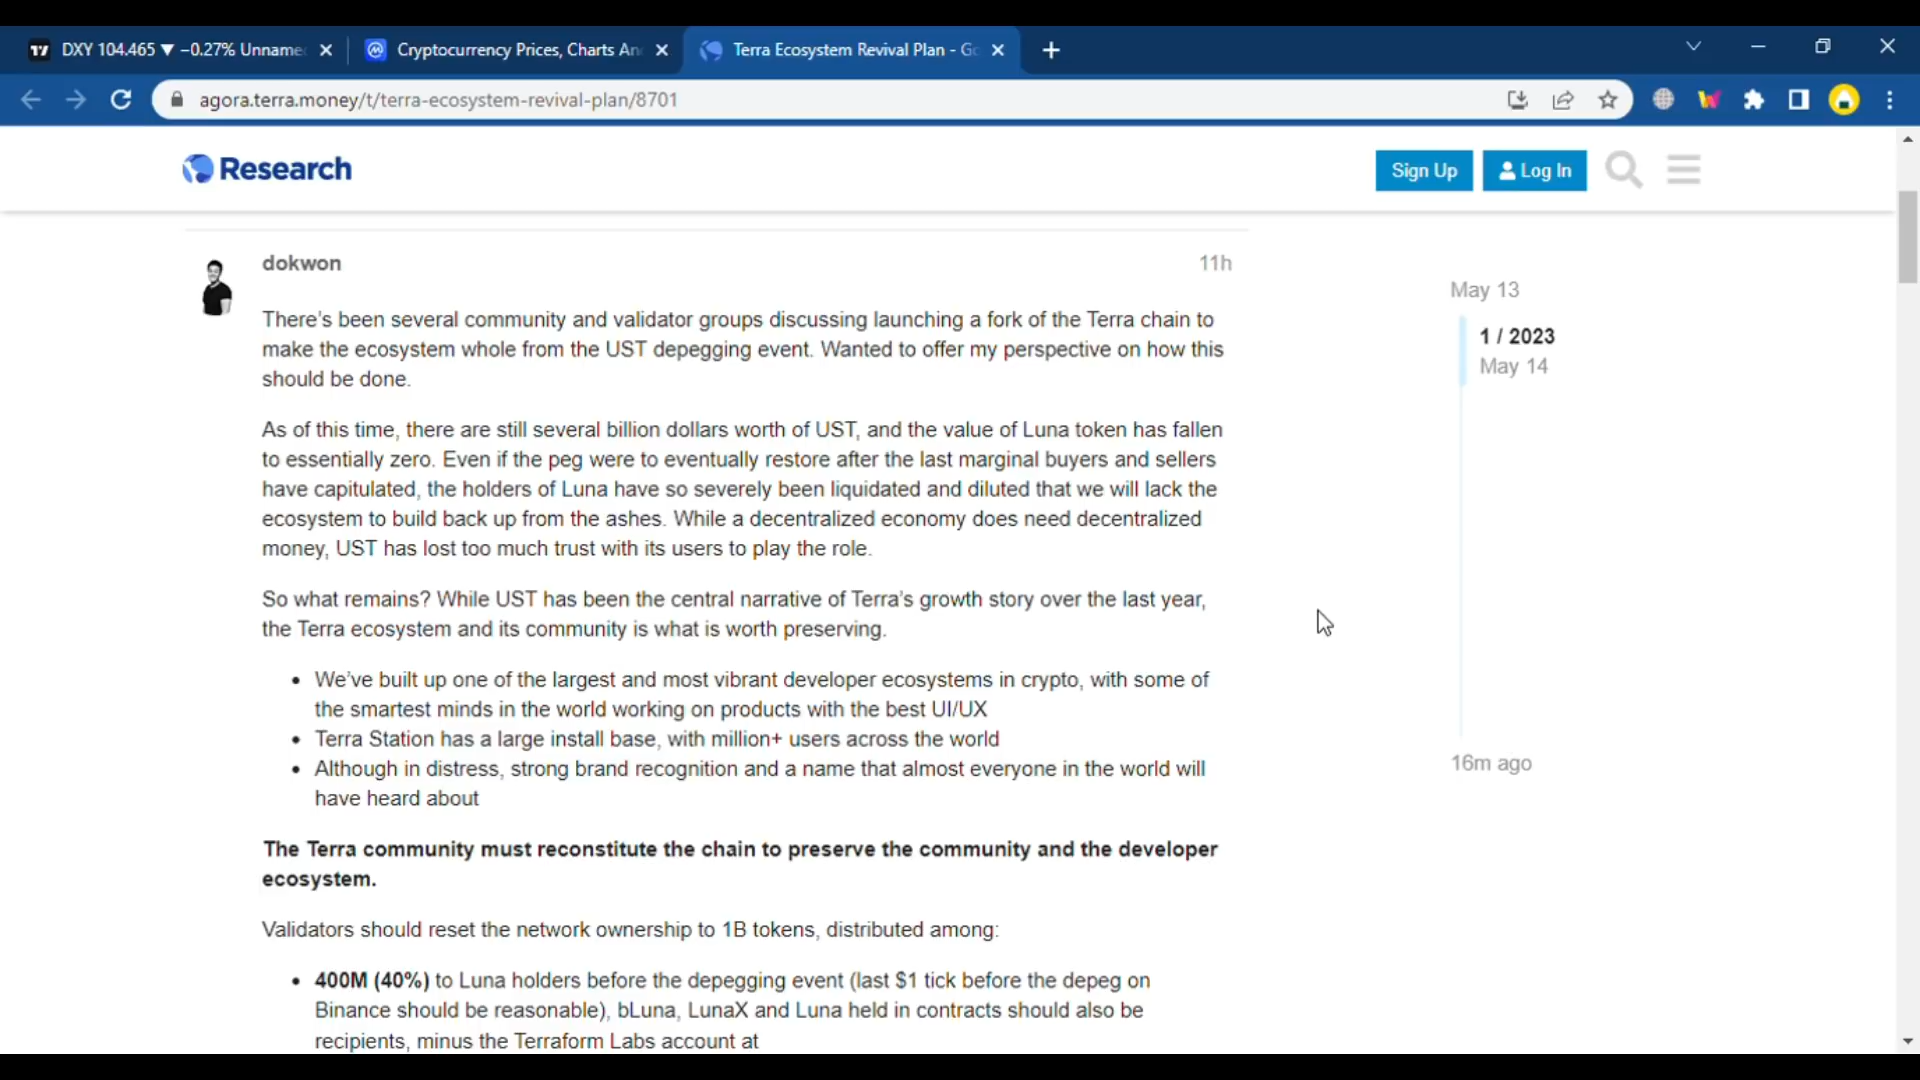 DXY 104.465 ▼ −0.27% Unname
Cryptocurrency Prices, Charts An
Terra Ecosystem Revival Plan - Go
agora.terra.money/t/terra-ecosystem-revival-plan/8701
Research
Sign Up
Log In
dokwon
11h
There’s been several community and validator groups discussing launching a fork of the Terra chain to
make the ecosystem whole from the UST depegging event. Wanted to offer my perspective on how this
should be done.
As of this time, there are still several billion dollars worth of UST, and the value of Luna token has fallen
to essentially zero. Even if the peg were to eventually restore after the last marginal buyers and sellers
have capitulated, the holders of Luna have so severely been liquidated and diluted that we will lack the
ecosystem to build back up from the ashes. While a decentralized economy does need decentralized
money, UST has lost too much trust with its users to play the role.
So what remains? While UST has been the central narrative of Terra’s growth story over the last year,
the Terra ecosystem and its community is what is worth preserving.
• We’ve built up one of the largest and most vibrant developer ecosystems in crypto, with some of
the smartest minds in the world working on products with the best UI/UX
• Terra Station has a large install base, with million+ users across the world
• Although in distress, strong brand recognition and a name that almost everyone in the world will
have heard about
The Terra community must reconstitute the chain to preserve the community and the developer
ecosystem.
Validators should reset the network ownership to 1B tokens, distributed among:
• 400M (40%) to Luna holders before the depegging event (last $1 tick before the depeg on
Binance should be reasonable), bLuna, LunaX and Luna held in contracts should also be
recipients, minus the Terraform Labs account at
May 13
1 / 2023
May 14
16m ago